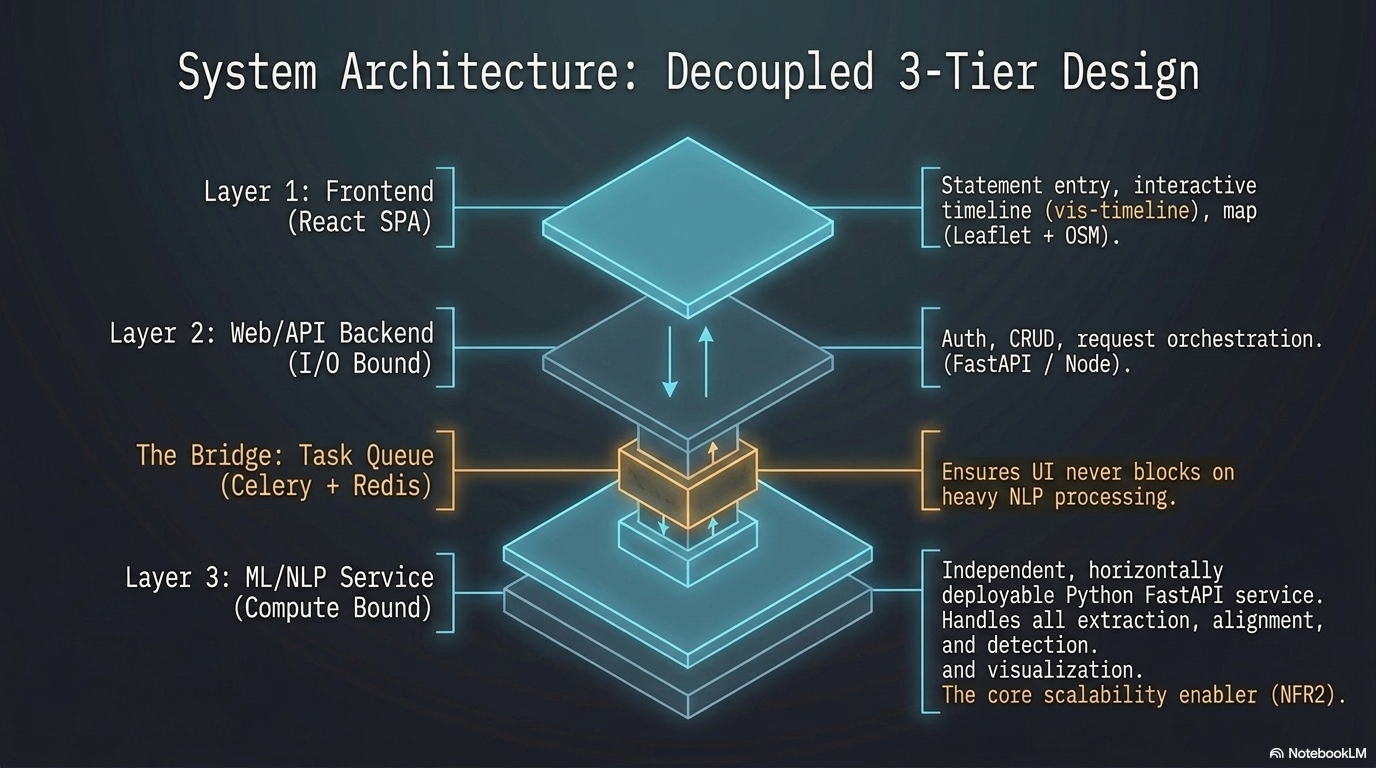 System Architecture: Decoupled 3-Tier Design
Layer 1: Frontend
(React SPA)
Statement entry, interactive
timeline (vis-timeline), map
(Leaflet + OSM).
Layer 2: Web/API Backend
(I/O Bound)
Auth, CRUD, request orchestration.
(FastAPI / Node).
The Bridge: Task Queue
(Celery + Redis)
Ensures UI never blocks on
heavy NLP processing.
Layer 3: ML/NLP Service
(Compute Bound)
Independent, horizontally
deployable Python FastAPI service.
Handles all extraction, alignment,
and detection.
and visualization.
The core scalability enabler (NFR2).
NotebookLM